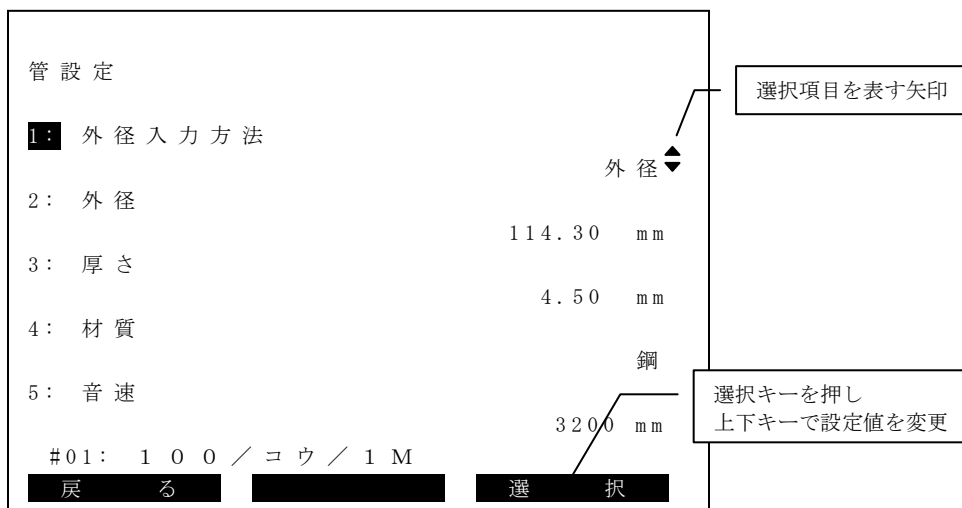 管設定
選択項目を表す矢印
1: 外径入力方法
外径
2: 外径
114.30 mm
3: 厚さ
4.50 mm
4: 材質
鋼
5: 音速
3200 mm
選択キーを押し
上下キーで設定値を変更
#01: 100／コウ／1M
戻る
選択